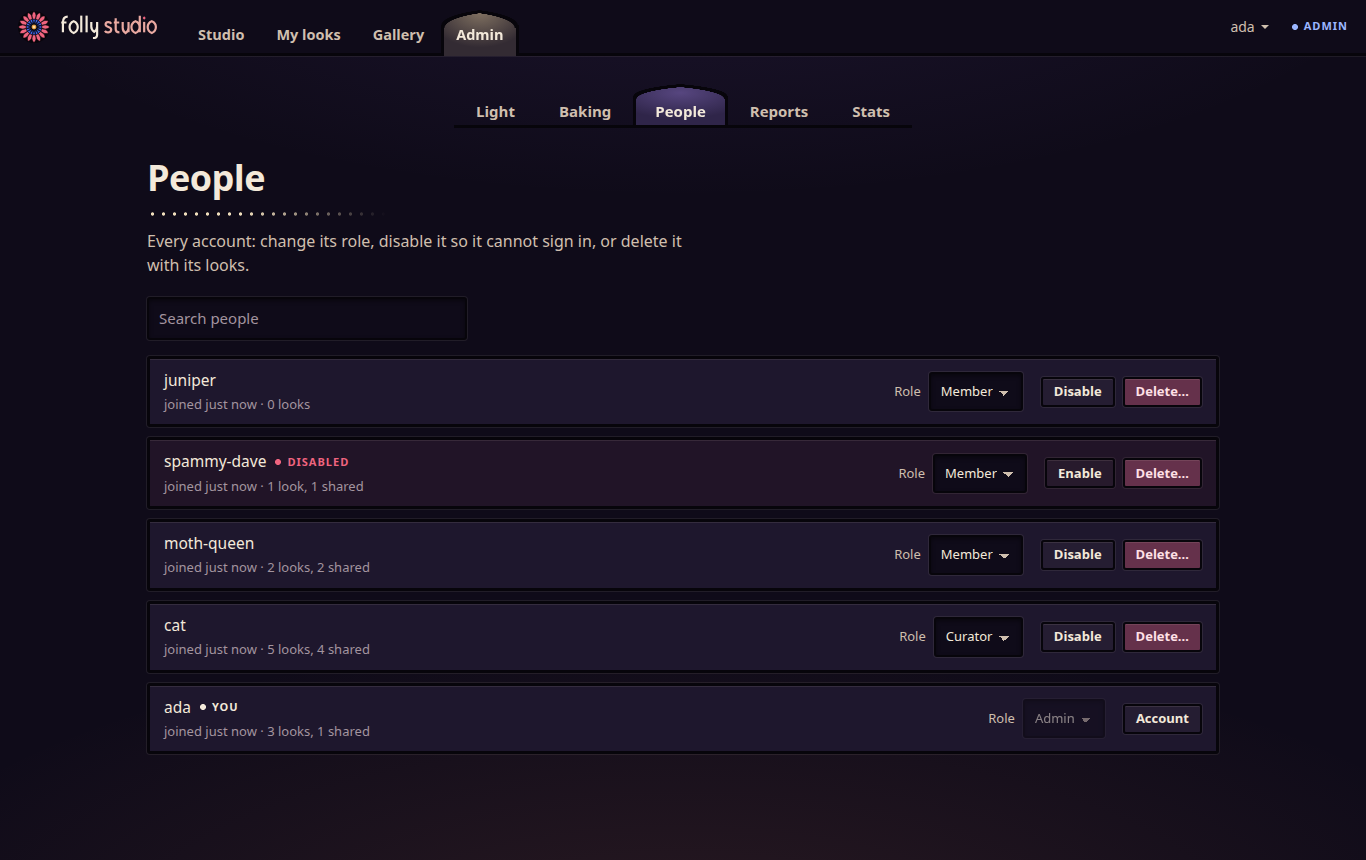 folly studio
Studio My looks Gallery Admin
ada ADMIN
Light Baking People Reports Stats
People
Every account: change its role, disable it so it cannot sign in, or delete it
with its looks.
Search people
juniper
joined just now · 0 looks
Role Member Disable Delete...
spammy-dave DISABLED
joined just now · 1 look, 1 shared
Role Member Enable Delete...
moth-queen
joined just now · 2 looks, 2 shared
Role Member Disable Delete...
cat
joined just now · 5 looks, 4 shared
Role Curator Disable Delete...
ada YOU
joined just now · 3 looks, 1 shared
Role Admin Account